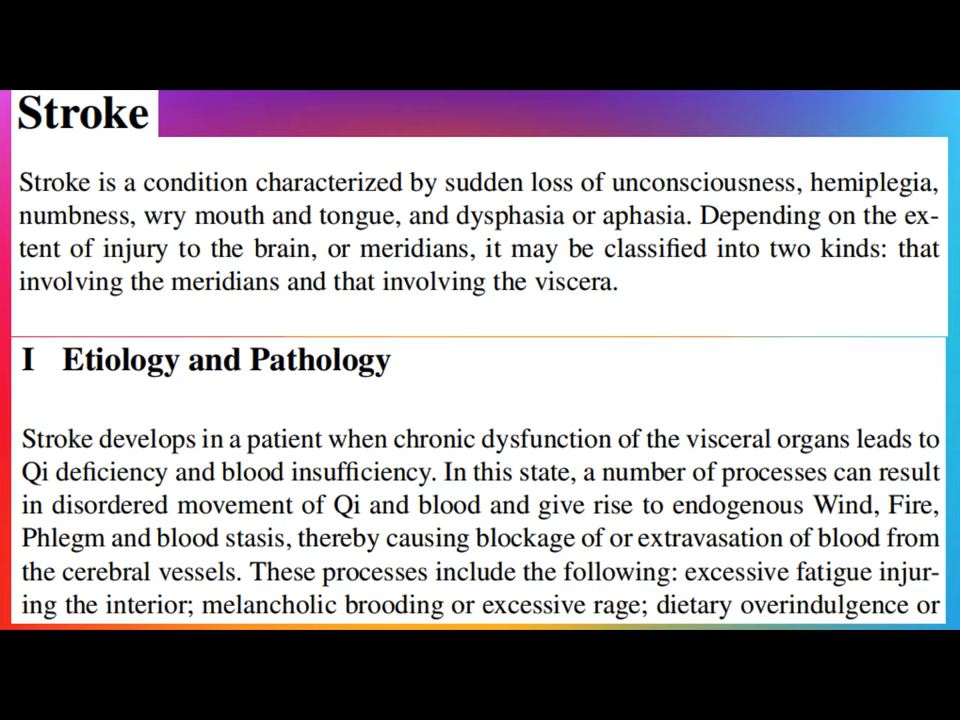 Stroke
Stroke is a condition characterized by sudden loss of unconsciousness, hemiplegia,
numbness, wry mouth and tongue, and dysphasia or aphasia. Depending on the ex-
tent of injury to the brain, or meridians, it may be classified into two kinds: that
involving the meridians and that involving the viscera.
I Etiology and Pathology
Stroke develops in a patient when chronic dysfunction of the visceral organs leads to
Qi deficiency and blood insufficiency. In this state, a number of processes can result
in disordered movement of Qi and blood and give rise to endogenous Wind, Fire,
Phlegm and blood stasis, thereby causing blockage of or extravasation of blood from
the cerebral vessels. These processes include the following: excessive fatigue injur-
ing the interior; melancholic brooding or excessive rage; dietary overindulgence or